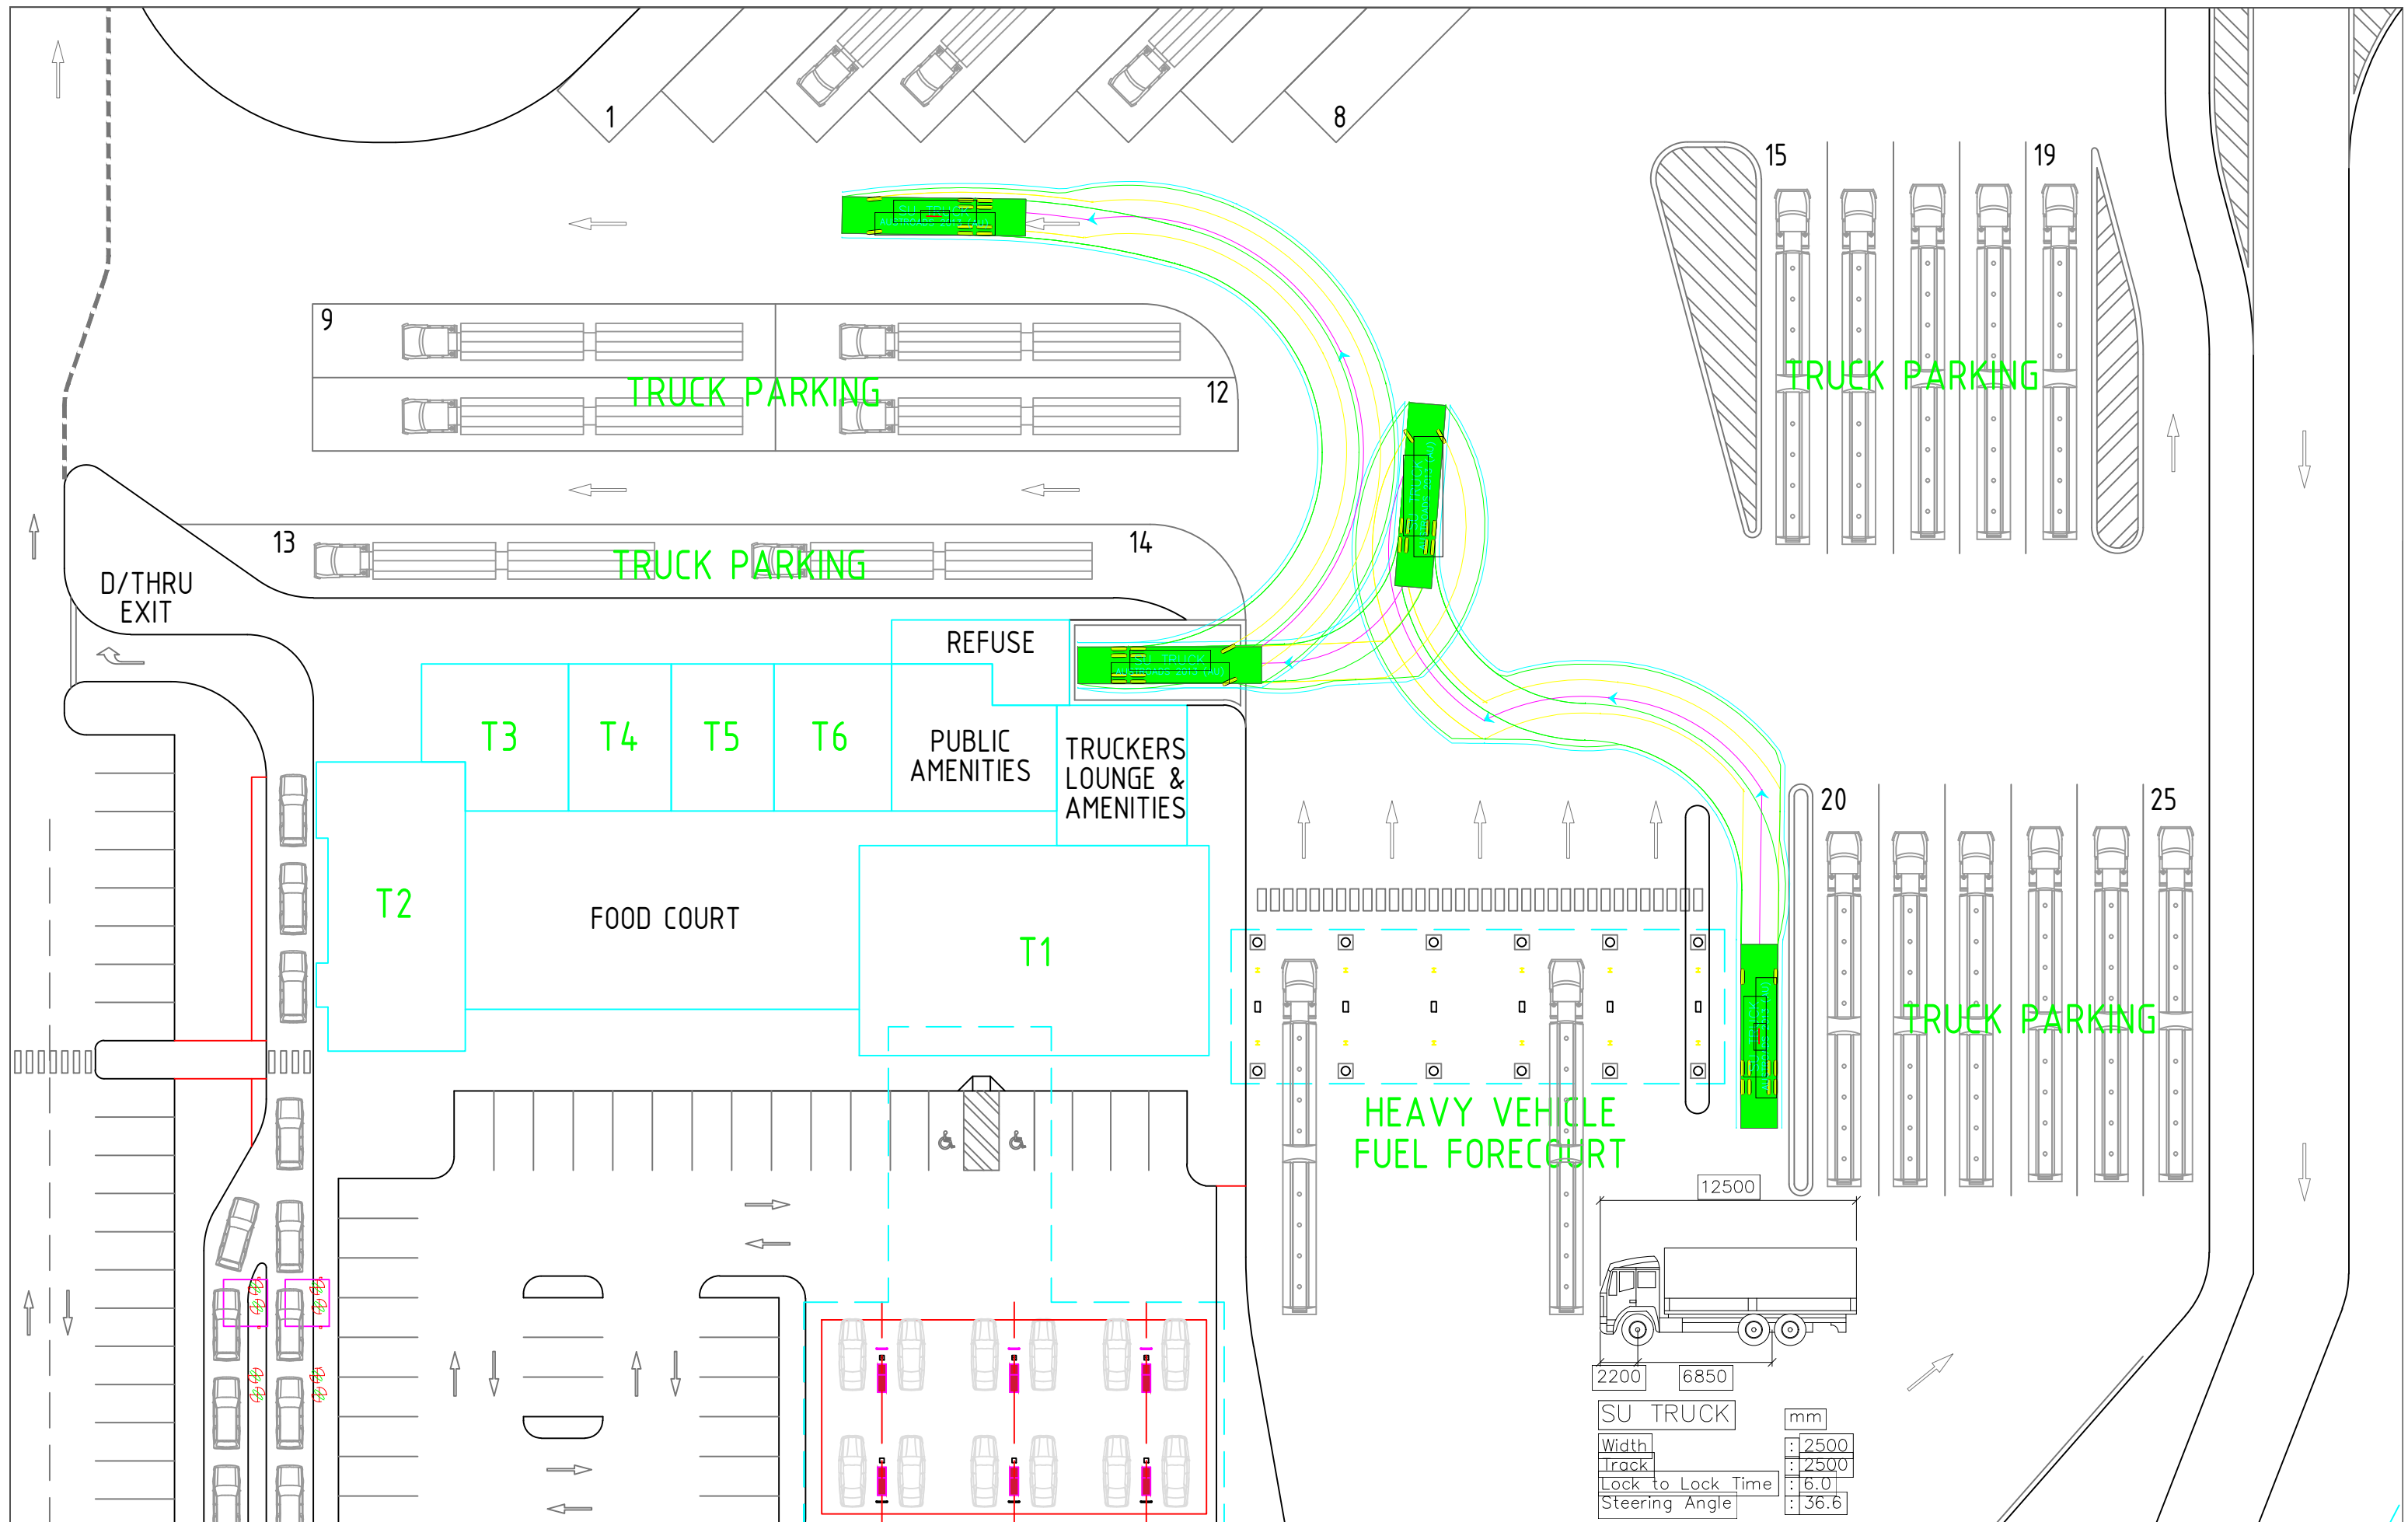 1
8
15
19
9
12
TRUCK PARKING
TRUCK PARKING
13
14
TRUCK PARKING
D/THRU
EXIT
REFUSE
SU TRUCK
T3
T4
T5
T6
PUBLIC
AMENITIES
TRUCKERS
LOUNGE &
AMENITIES
20
25
T2
FOOD COURT
T1
TRUCK PARKING
HEAVY VEHICLE
FUEL FORECOURT
12500
2200
6850
SU TRUCK
mm
Width : 2500
Track : 2500
Lock to Lock Time : 6.0
Steering Angle : 36.6